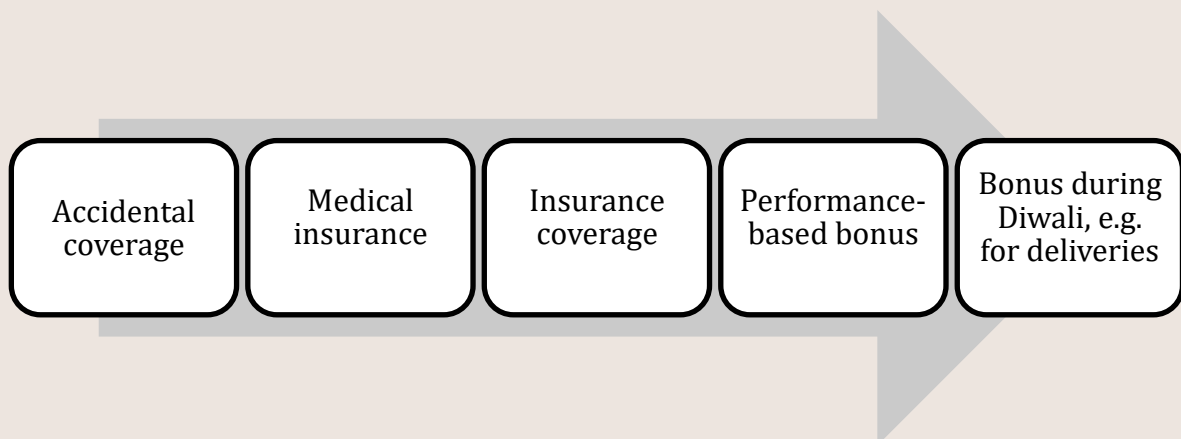 Accidental
coverage
Medical
insurance
Insurance
coverage
Performance-
based bonus
Bonus during
Diwali, e.g.
for deliveries